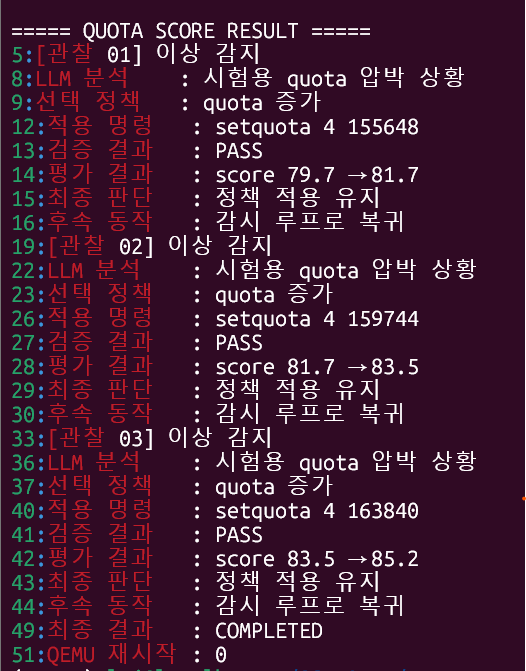 ===== QUOTA SCORE RESULT =====
5:[관찰 01] 이상 감지
8:LLM 분석 : 시험용 quota 압박 상황
9:선택 정책 : quota 증가
12:적용 명령 : setquota 4 155648
13:검증 결과 : PASS
14:평가 결과 : score 79.7 →81.7
15:최종 판단 : 정책 적용 유지
16:후속 동작 : 감시 루프로 복귀
19:[관찰 02] 이상 감지
22:LLM 분석 : 시험용 quota 압박 상황
23:선택 정책 : quota 증가
26:적용 명령 : setquota 4 159744
27:검증 결과 : PASS
28:평가 결과 : score 81.7 →83.5
29:최종 판단 : 정책 적용 유지
30:후속 동작 : 감시 루프로 복귀
33:[관찰 03] 이상 감지
36:LLM 분석 : 시험용 quota 압박 상황
37:선택 정책 : quota 증가
40:적용 명령 : setquota 4 163840
41:검증 결과 : PASS
42:평가 결과 : score 83.5 →85.2
43:최종 판단 : 정책 적용 유지
44:후속 동작 : 감시 루프로 복귀
49:최종 결과 : COMPLETED
51:QEMU 재시작 : 0